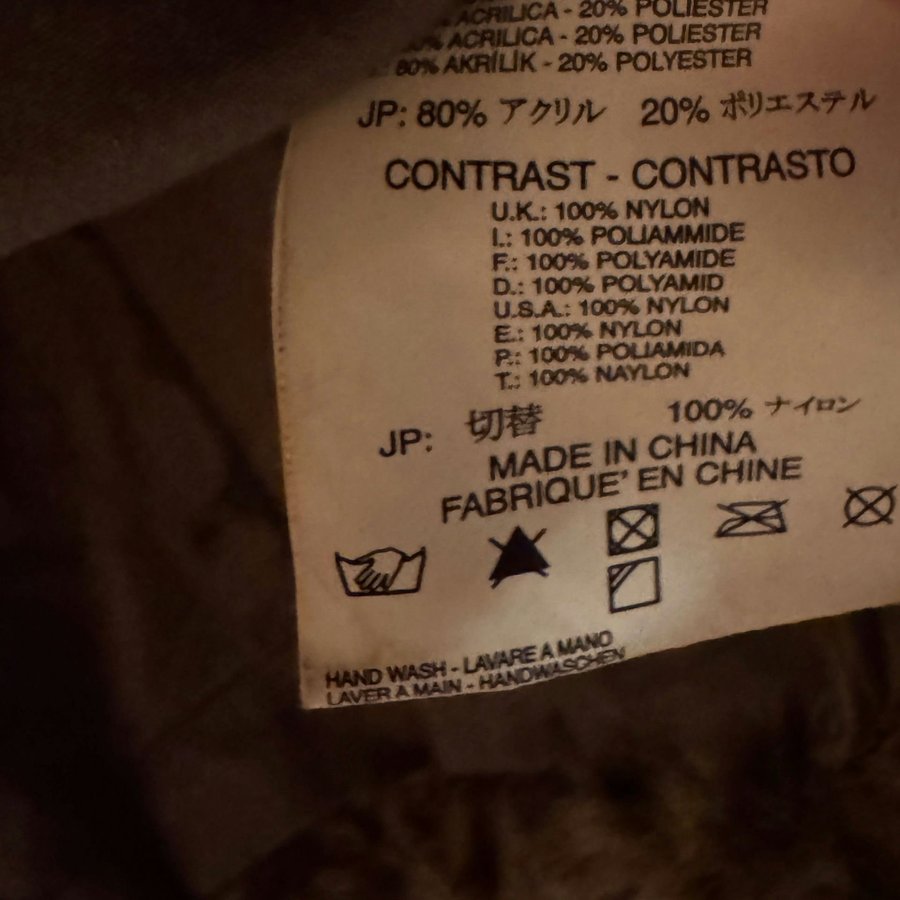 ACRILICA - 20% POLIESTER
ACRILICA - 20% POLIESTER
80% AKRİLİK - 20% POLYESTER
JP: 80% アクリル 20% ポリエステル
CONTRAST - CONTRASTO
U.K.: 100% NYLON
I.: 100% POLIAMMIDE
F.: 100% POLYAMIDE
D.: 100% POLYAMID
U.S.A.: 100% NYLON
E.: 100% NYLON
P.: 100% POLIAMIDA
T.: 100% NAYLON
JP: 切替 100% ナイロン
MADE IN CHINA
FABRIQUE' EN CHINE
HAND WASH - LAVARE A MANO
LAVER A MAIN - HANDWASCHEN